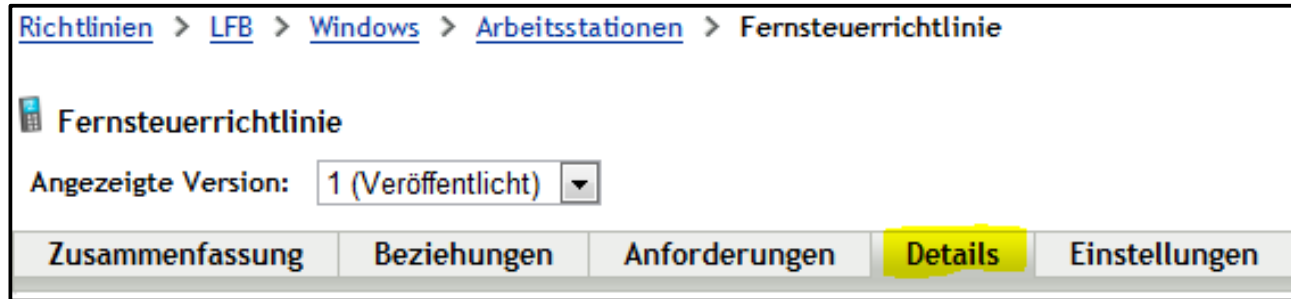 Richtlinien > LFB > Windows > Arbeitsstationen > Fernsteuerrichtlinie
Fernsteuerrichtlinie
Angezeigte Version: 1 (Veröffentlicht)
Zusammenfassung Beziehungen Anforderungen Details Einstellungen